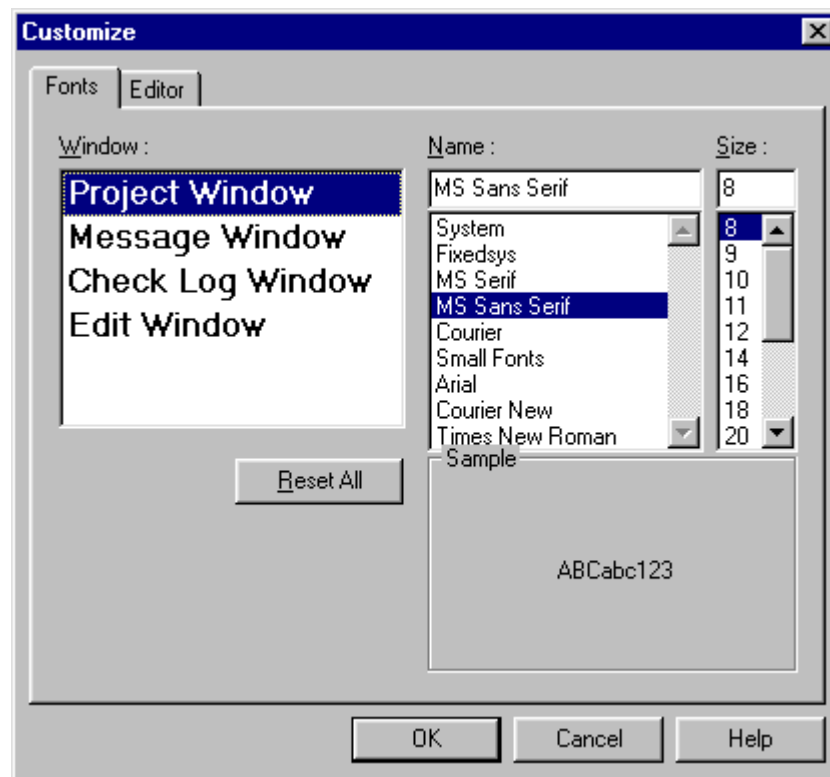 Customize
Fonts
Editor
Window :
Project Window
Message Window
Check Log Window
Edit Window
Reset All
Name :
MS Sans Serif
System
Fixedsys
MS Serif
MS Sans Serif
Courier
Small Fonts
Arial
Courier New
Times New Roman
Size :
8
8
9
10
11
12
14
16
18
20
Sample
ABCabc123
OK
Cancel
Help